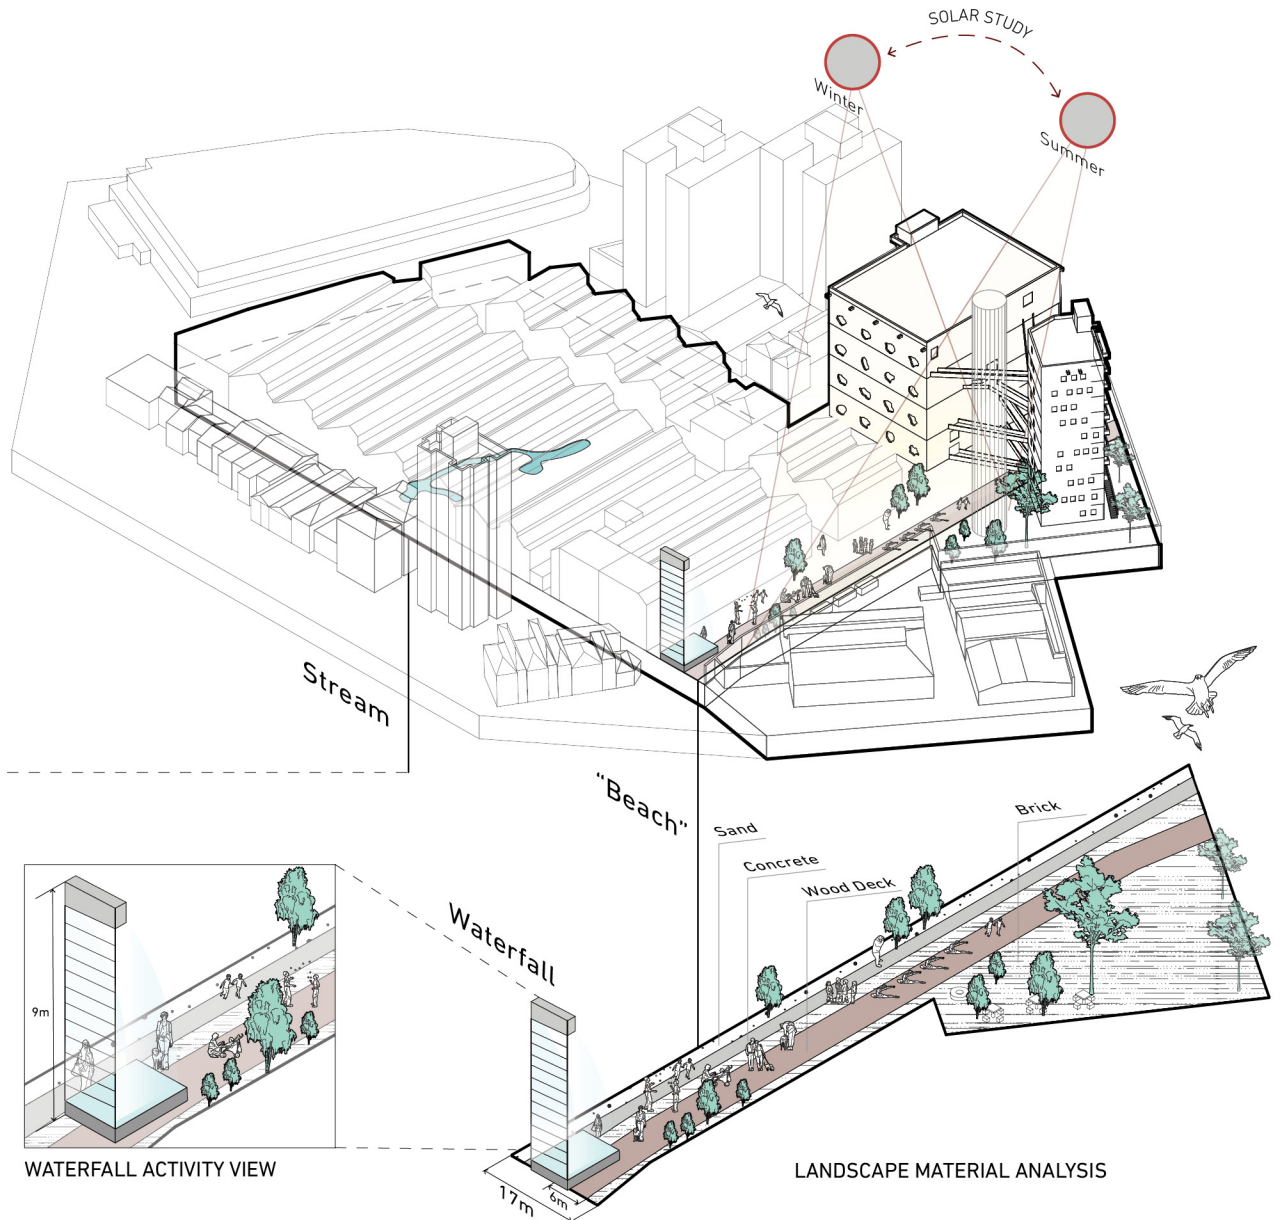 SOLAR STUDY
Winter
Summer
Stream
"Beach"
Sand
Concrete
Wood Deck
Brick
Waterfall
9m
17m
6m
WATERFALL ACTIVITY VIEW
LANDSCAPE MATERIAL ANALYSIS